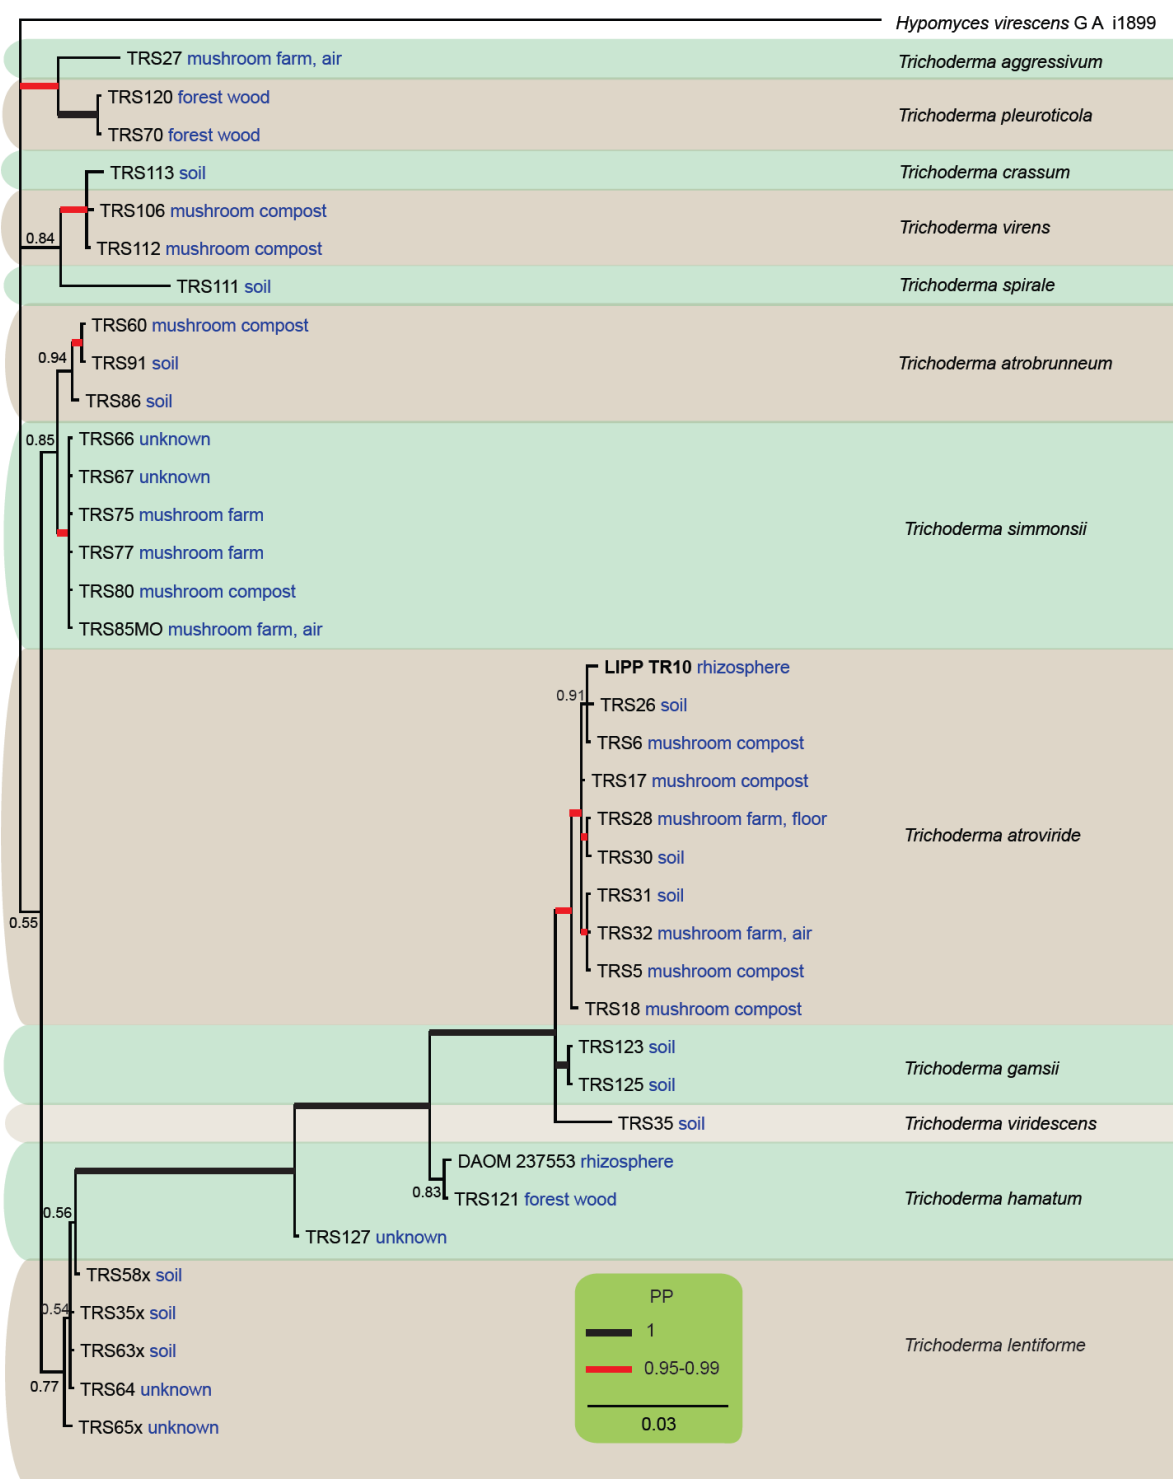 Hypomyces virescens G A i1899
TRS27 mushroom farm, air
Trichoderma aggressivum
TRS120 forest wood
Trichoderma pleuroticola
TRS70 forest wood
TRS113 soil
Trichoderma crassum
TRS106 mushroom compost
Trichoderma virens
0.84
TRS112 mushroom compost
TRS111 soil
Trichoderma spirale
TRS60 mushroom compost
0.94
TRS91 soil
Trichoderma atrobrunneum
TRS86 soil
0.85
TRS66 unknown
TRS67 unknown
TRS75 mushroom farm
Trichoderma simmonsii
TRS77 mushroom farm
TRS80 mushroom compost
TRS85MO mushroom farm, air
LIPP TR10 rhizosphere
0.91
TRS26 soil
TRS6 mushroom compost
TRS17 mushroom compost
TRS28 mushroom farm, floor
Trichoderma atroviride
TRS30 soil
TRS31 soil
0.55
TRS32 mushroom farm, air
TRS5 mushroom compost
TRS18 mushroom compost
TRS123 soil
Trichoderma gamsii
TRS125 soil
TRS35 soil
Trichoderma viridescens
DAOM 237553 rhizosphere
0.83
TRS121 forest wood
Trichoderma hamatum
0.56
TRS127 unknown
TRS58x soil
0.54
TRS35x soil
TRS63x soil
Trichoderma lentiforme
0.77
TRS64 unknown
TRS65x unknown
PP
1
0.95-0.99
0.03